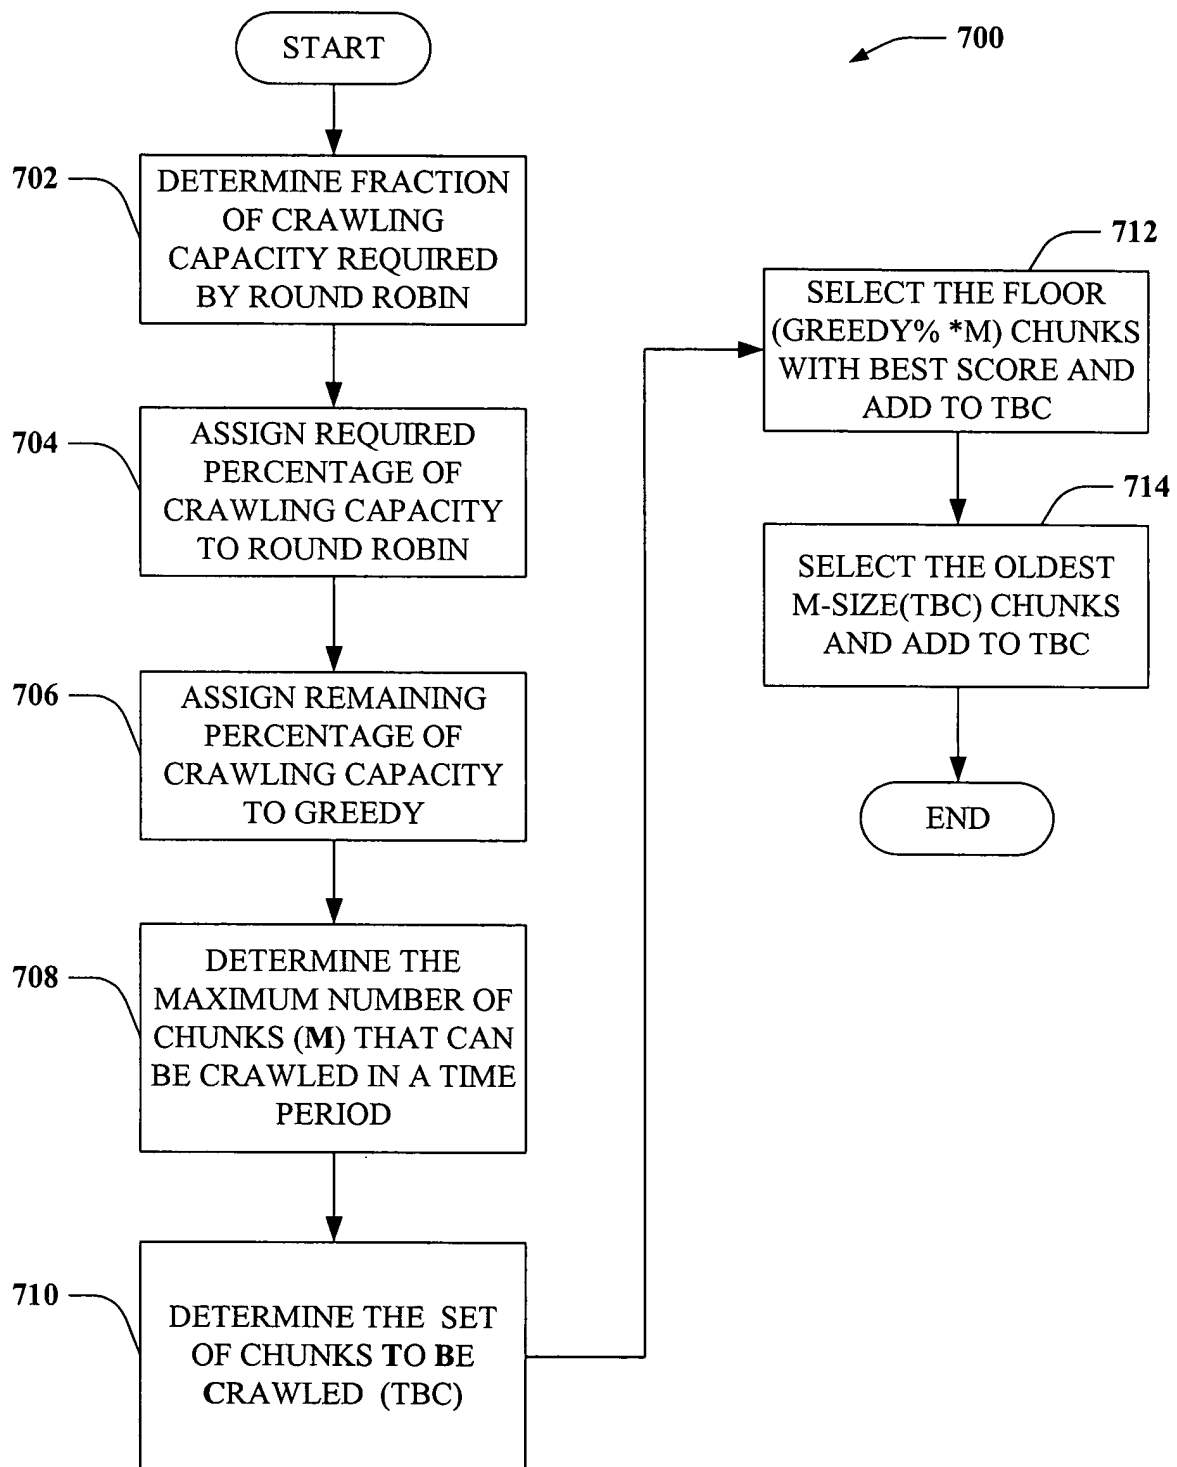 START
700
702
DETERMINE FRACTION
OF CRAWLING
CAPACITY REQUIRED
BY ROUND ROBIN
704
ASSIGN REQUIRED
PERCENTAGE OF
CRAWLING CAPACITY
TO ROUND ROBIN
706
ASSIGN REMAINING
PERCENTAGE OF
CRAWLING CAPACITY
TO GREEDY
708
DETERMINE THE
MAXIMUM NUMBER OF
CHUNKS (M) THAT CAN
BE CRAWLED IN A TIME
PERIOD
710
DETERMINE THE SET
OF CHUNKS TO BE
CRAWLED (TBC)
712
SELECT THE FLOOR
(GREEDY% *M) CHUNKS
WITH BEST SCORE AND
ADD TO TBC
714
SELECT THE OLDEST
M-SIZE(TBC) CHUNKS
AND ADD TO TBC
END